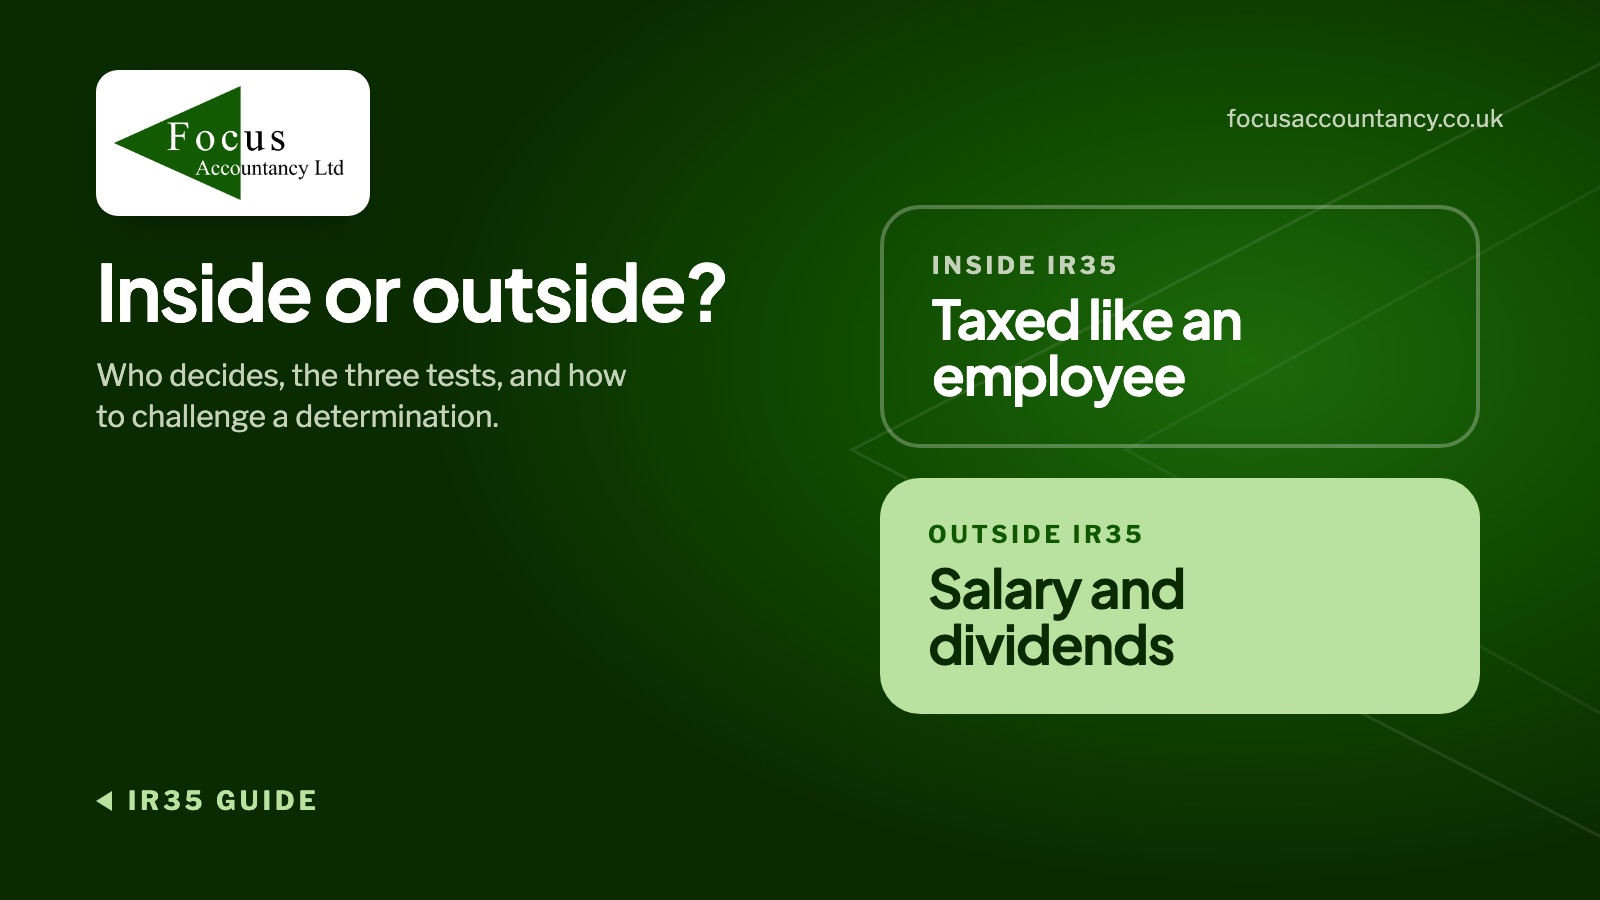 Focus
Accountancy Ltd
focusaccountancy.co.uk
Inside or outside?
Who decides, the three tests, and how
to challenge a determination.
INSIDE IR35
Taxed like an
employee
OUTSIDE IR35
Salary and
dividends
IR35 GUIDE